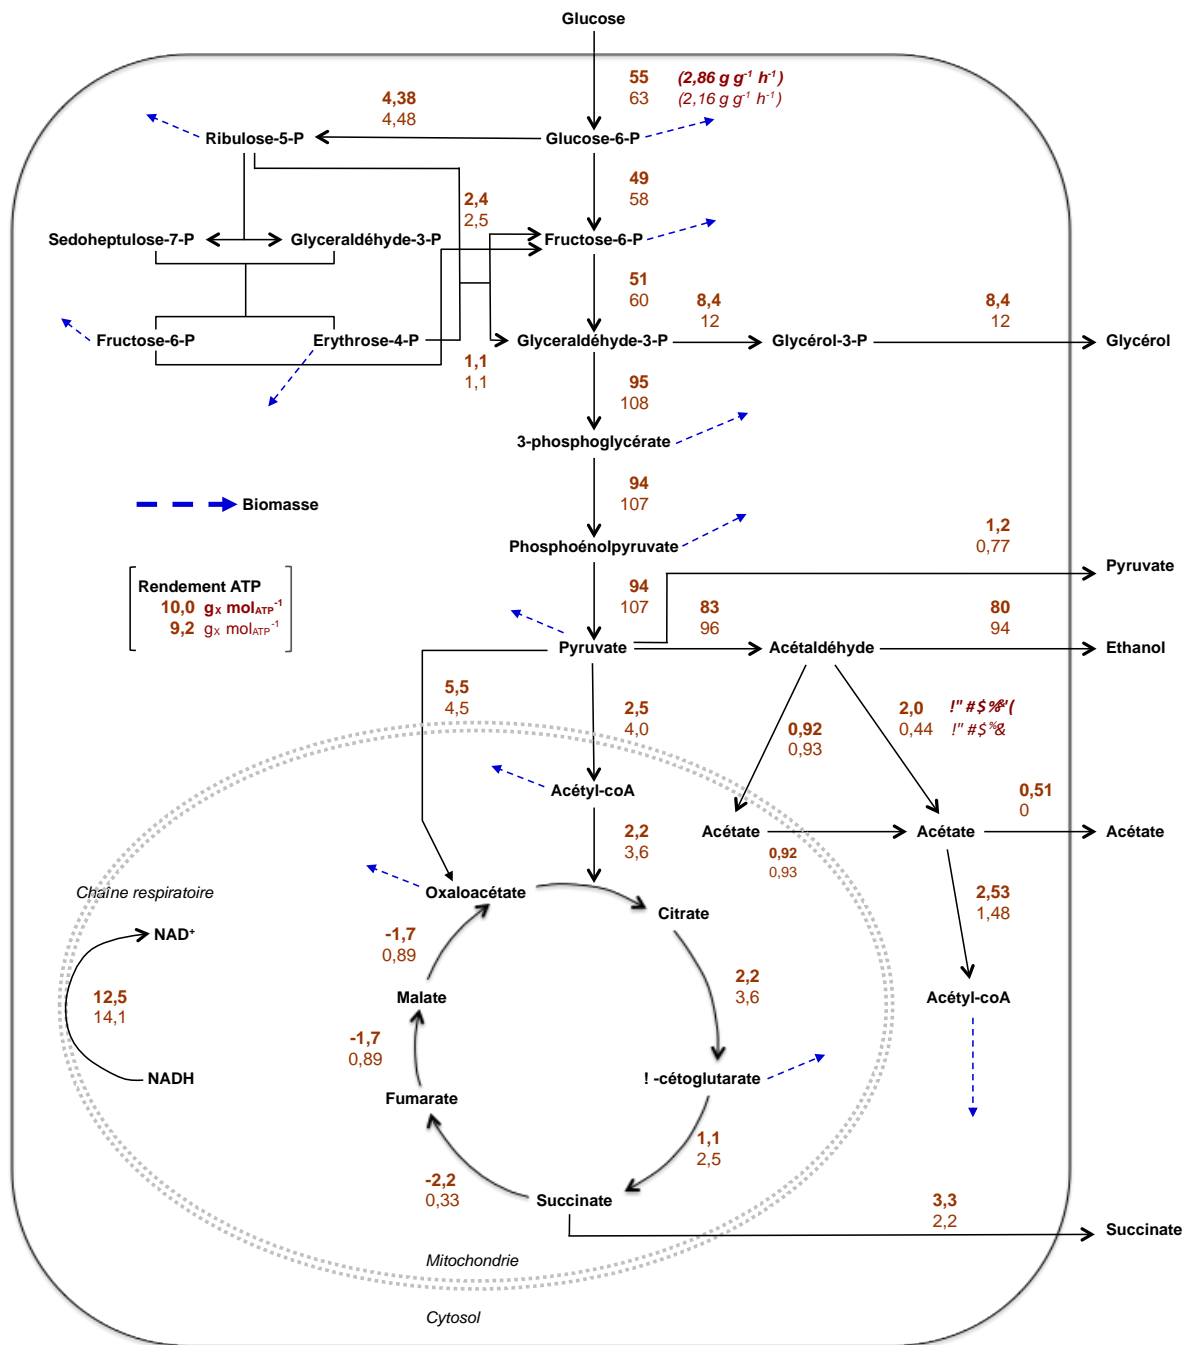 Glucose
55 (2,86 g g⁻¹ h⁻¹)
63 (2,16 g g⁻¹ h⁻¹)
4,38
4,48
Ribulose-5-P
Glucose-6-P
49
58
2,4
2,5
Sedoheptulose-7-P
Glyceraldéhyde-3-P
Fructose-6-P
51
60
8,4
12
8,4
12
Fructose-6-P
Erythrose-4-P
Glyceraldéhyde-3-P
Glycérol-3-P
Glycérol
1,1
1,1
95
108
3-phosphoglycérate
94
107
Biomasse
Phosphoénolpyruvate
1,2
0,77
Pyruvate
Rendement ATP
10,0 gx molATP⁻¹
9,2 gx molATP⁻¹
94
107
83
96
80
94
Pyruvate
Acétaldéhyde
Ethanol
5,5
4,5
2,5
4,0
0,92
0,93
2,0 !" #$%&'(
0,44 !" #$%&
Acétyl-coA
0,51
0
2,2
3,6
Acétate
Acétate
Acétate
0,92
0,93
Chaîne respiratoire
Oxaloacétate
Citrate
2,53
1,48
NAD⁺
-1,7
0,89
2,2
3,6
12,5
14,1
Malate
Acétyl-coA
-1,7
0,89
NADH
Fumarate
! -cétoglutarate
1,1
2,5
-2,2
0,33
Succinate
3,3
2,2
Succinate
Mitochondrie
Cytosol